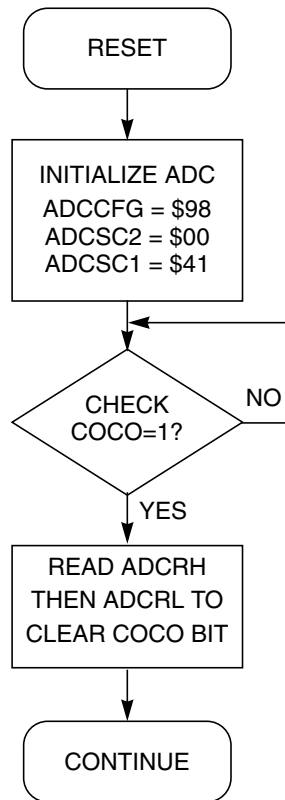 RESET
INITIALIZE ADC
ADCCFG = $98
ADCSC2 = $00
ADCSC1 = $41
CHECK
COCO=1?
NO
YES
READ ADCRH
THEN ADCRL TO
CLEAR COCO BIT
CONTINUE